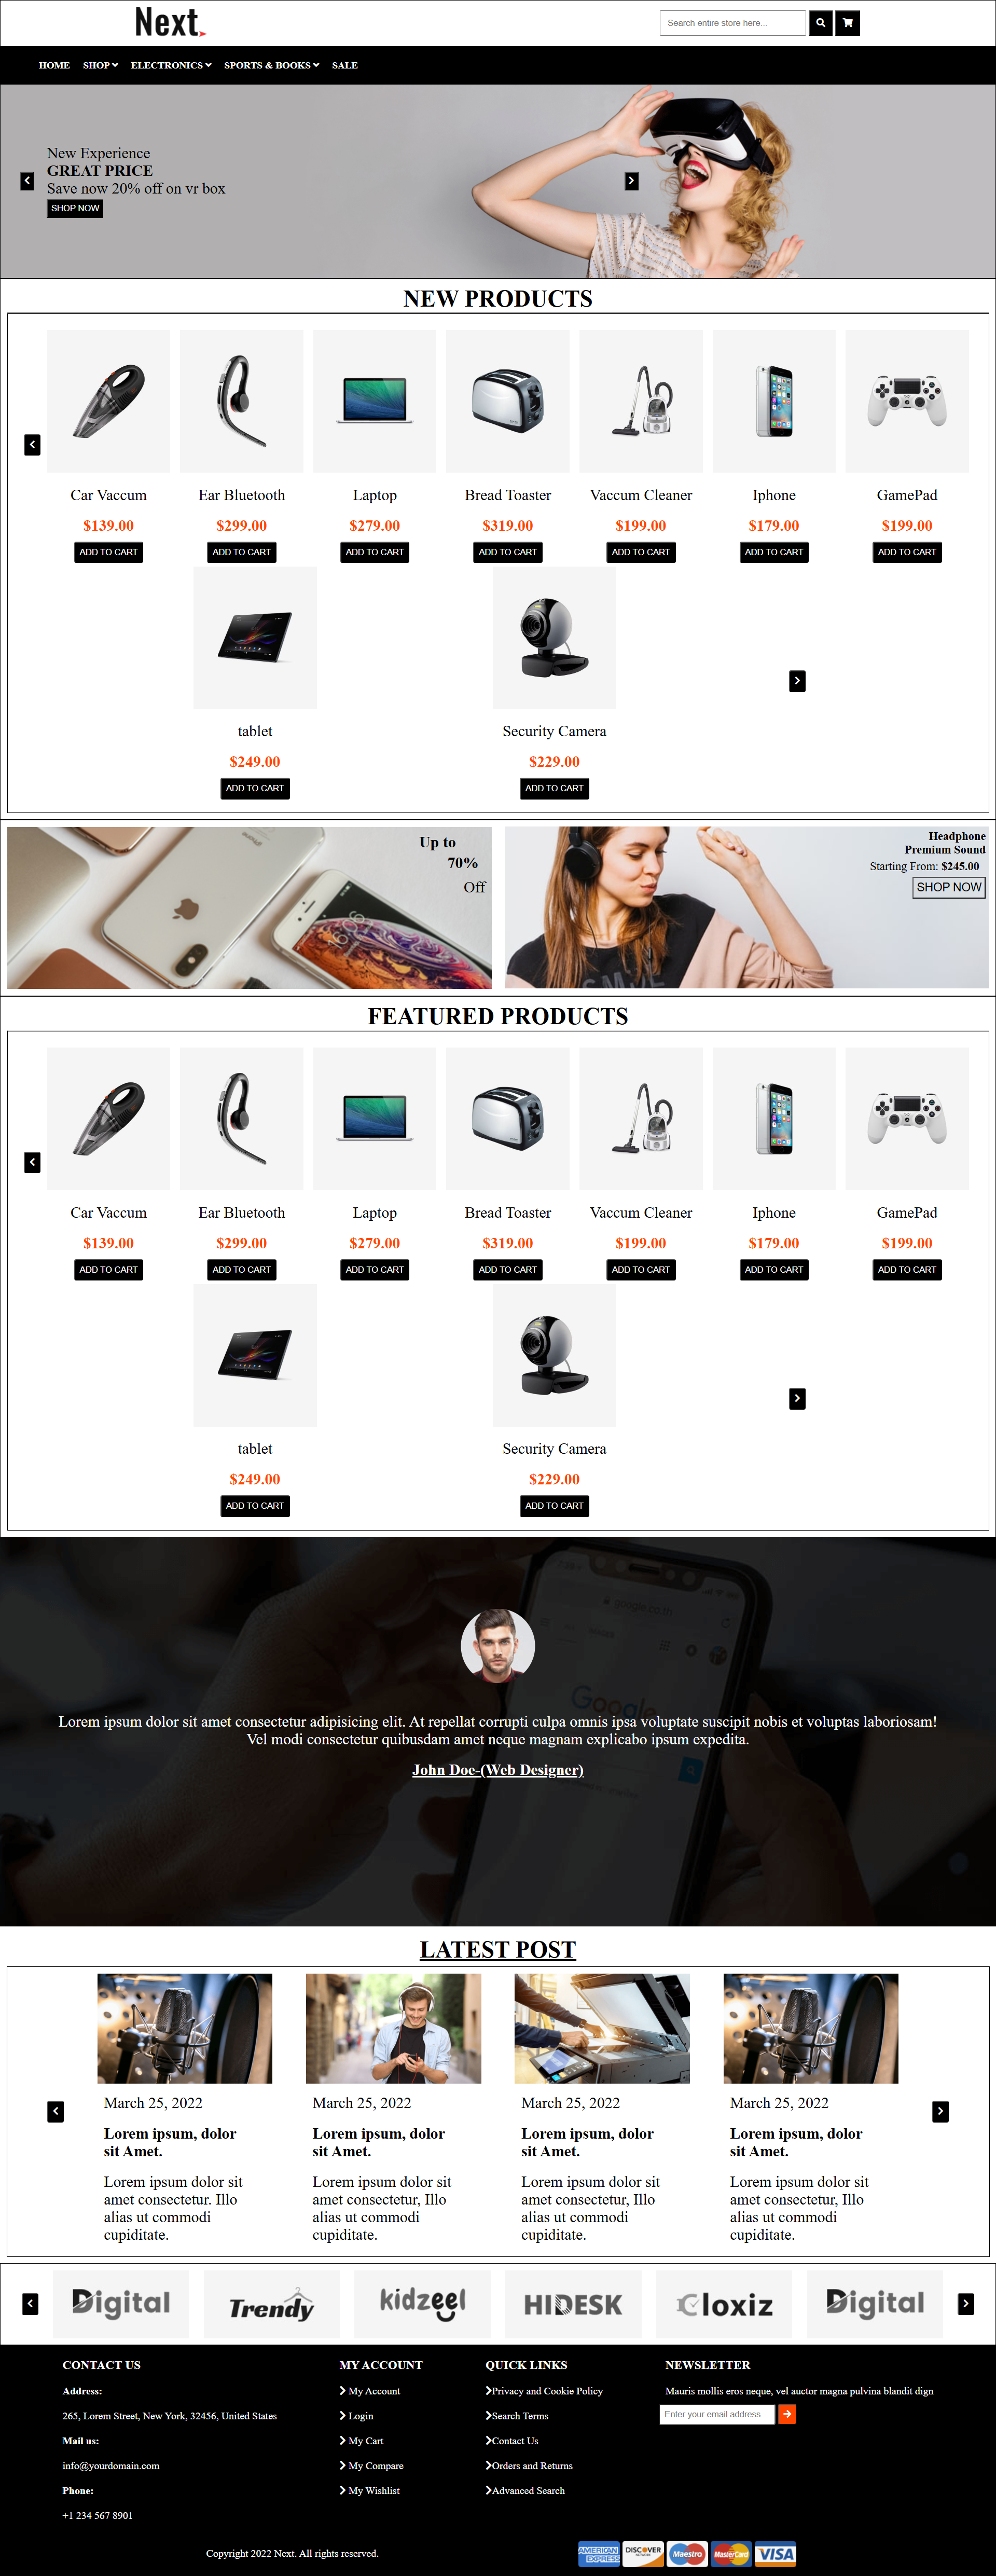 Next.
Search entire store here...
HOME SHOP ELECTRONICS SPORTS & BOOKS SALE
New Experience
GREAT PRICE
Save now 20% off on vr box
SHOP NOW
NEW PRODUCTS
Car Vaccum Ear Bluetooth Laptop Bread Toaster Vaccum Cleaner Iphone GamePad
$139.00 $299.00 $279.00 $319.00 $199.00 $179.00 $199.00
ADD TO CART ADD TO CART ADD TO CART ADD TO CART ADD TO CART ADD TO CART ADD TO CART
tablet Security Camera
$249.00 $229.00
ADD TO CART ADD TO CART
Up to
70%
Off
Headphone
Premium Sound
Starting From: $245.00
SHOP NOW
FEATURED PRODUCTS
Car Vaccum Ear Bluetooth Laptop Bread Toaster Vaccum Cleaner Iphone GamePad
$139.00 $299.00 $279.00 $319.00 $199.00 $179.00 $199.00
ADD TO CART ADD TO CART ADD TO CART ADD TO CART ADD TO CART ADD TO CART ADD TO CART
tablet Security Camera
$249.00 $229.00
ADD TO CART ADD TO CART
google.co.th
Google
Lorem ipsum dolor sit amet consectetur adipisicing elit. At repellat corrupti culpa omnis ipsa voluptate suscipit nobis et voluptas laboriosam!
Vel modi consectetur quibusdam amet neque magnam explicabo ipsum expedita.
John Doe-(Web Designer)
LATEST POST
March 25, 2022
Lorem ipsum, dolor
sit Amet.
Lorem ipsum dolor sit
amet consectetur. Illo
alias ut commodi
cupiditate.
March 25, 2022
Lorem ipsum, dolor
sit Amet.
Lorem ipsum dolor sit
amet consectetur, Illo
alias ut commodi
cupiditate.
March 25, 2022
Lorem ipsum, dolor
sit Amet.
Lorem ipsum dolor sit
amet consectetur, Illo
alias ut commodi
cupiditate.
March 25, 2022
Lorem ipsum, dolor
sit Amet.
Lorem ipsum dolor sit
amet consectetur, Illo
alias ut commodi
cupiditate.
Digital Trendy kidzeel HIDESK Cloxiz Digital
CONTACT US
Address:
265, Lorem Street, New York, 32456, United States
Mail us:
info@yourdomain.com
Phone:
+1 234 567 8901
MY ACCOUNT
My Account
Login
My Cart
My Compare
My Wishlist
QUICK LINKS
Privacy and Cookie Policy
Search Terms
Contact Us
Orders and Returns
Advanced Search
NEWSLETTER
Mauris mollis eros neque, vel auctor magna pulvina blandit dign
Enter your email address
Copyright 2022 Next. All rights reserved.
AMERICAN EXPRESS DISCOVER Maestro MasterCard VISA